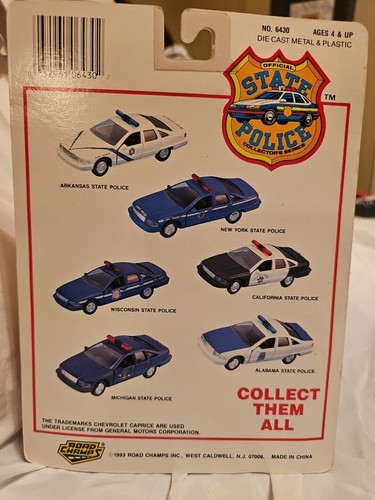 NO. 6430 AGES 4 & UP
DIE CAST METAL & PLASTIC
OFFICIAL
STATE
POLICE
COLLECTORS SERIES
TM
ARKANSAS STATE POLICE
NEW YORK STATE POLICE
WISCONSIN STATE POLICE
CALIFORNIA STATE POLICE
MICHIGAN STATE POLICE
ALABAMA STATE POLICE
COLLECT
THEM
ALL
THE TRADEMARKS CHEVROLET CAPRICE ARE USED
UNDER LICENSE FROM GENERAL MOTORS CORPORATION.
ROAD
CHAMPS
©1993 ROAD CHAMPS INC., WEST CALDWELL, N.J. 07006. MADE IN CHINA